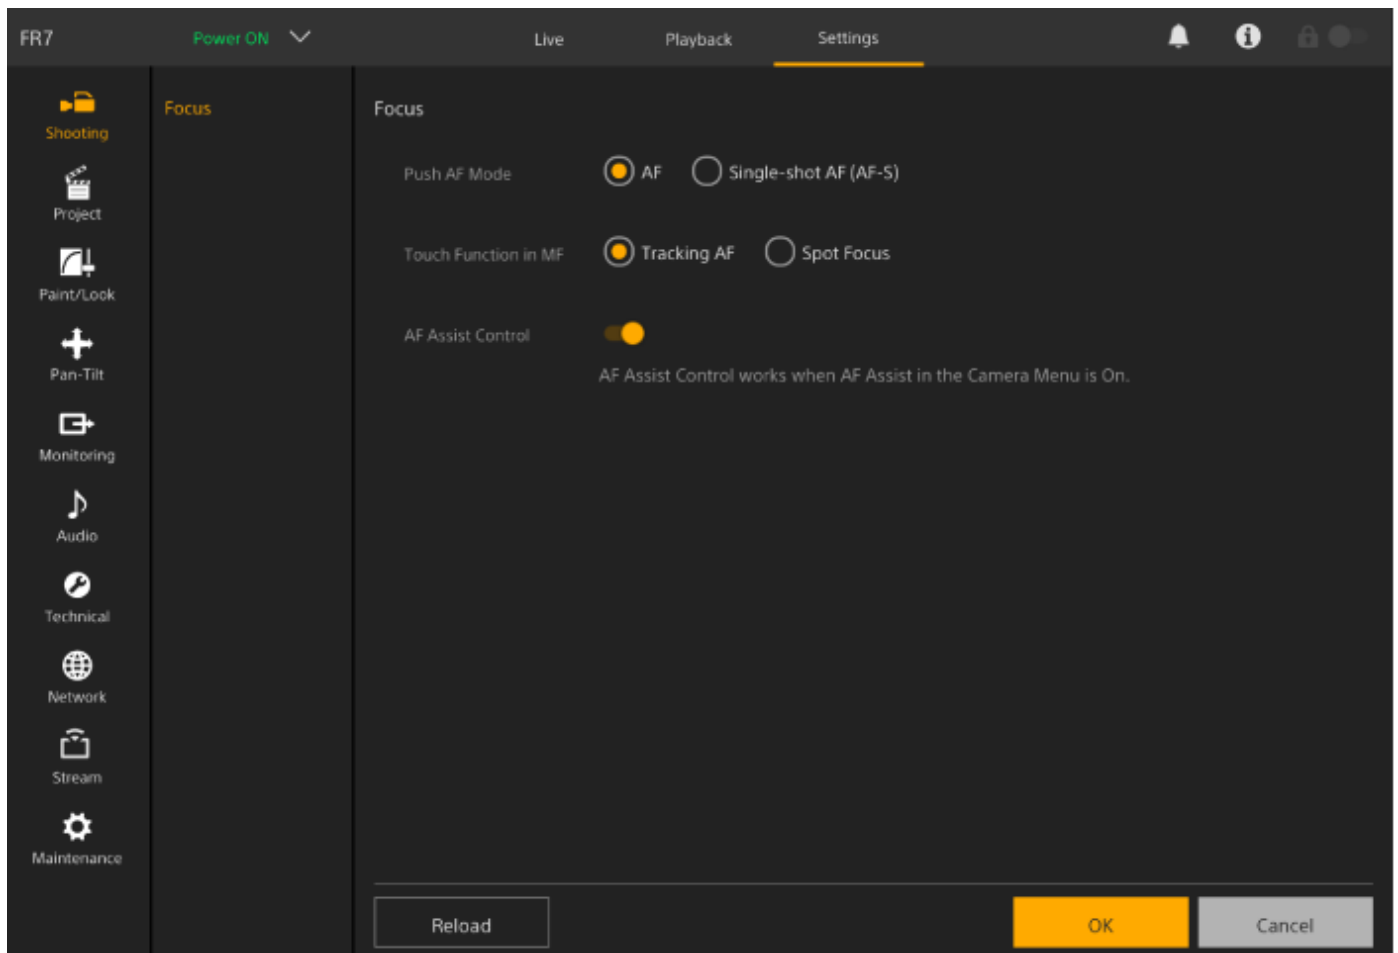 FR7
Power ON
Live
Playback
Settings
Shooting
Project
Paint/Look
Pan-Tilt
Monitoring
Audio
Technical
Network
Stream
Maintenance
Focus
Focus
Push AF Mode
AF
Single-shot AF (AF-S)
Touch Function in MF
Tracking AF
Spot Focus
AF Assist Control
AF Assist Control works when AF Assist in the Camera Menu is On.
Reload
OK
Cancel